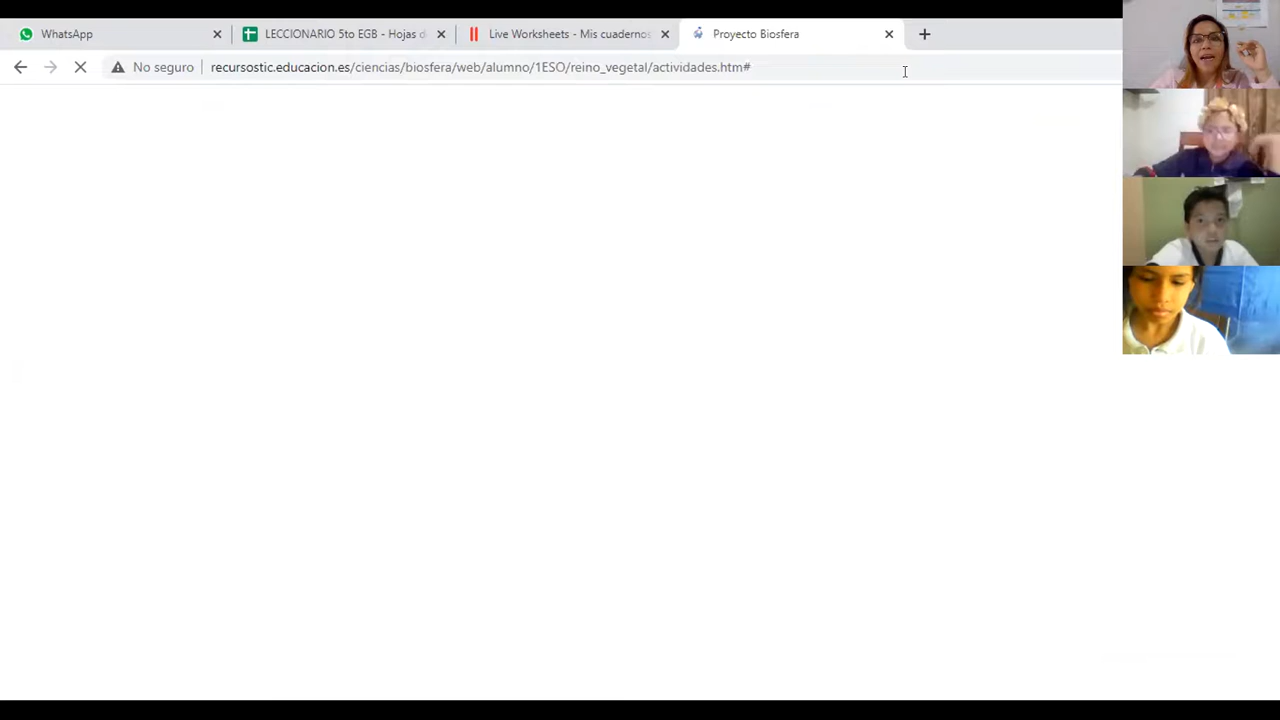 WhatsApp
LECCIONARIO 5to EGB - Hojas d
Live Worksheets - Mis cuadernos
Proyecto Biosfera
No seguro
recursostic.educacion.es/ciencias/biosfera/web/alumno/1ESO/reino_vegetal/actividades.htm#